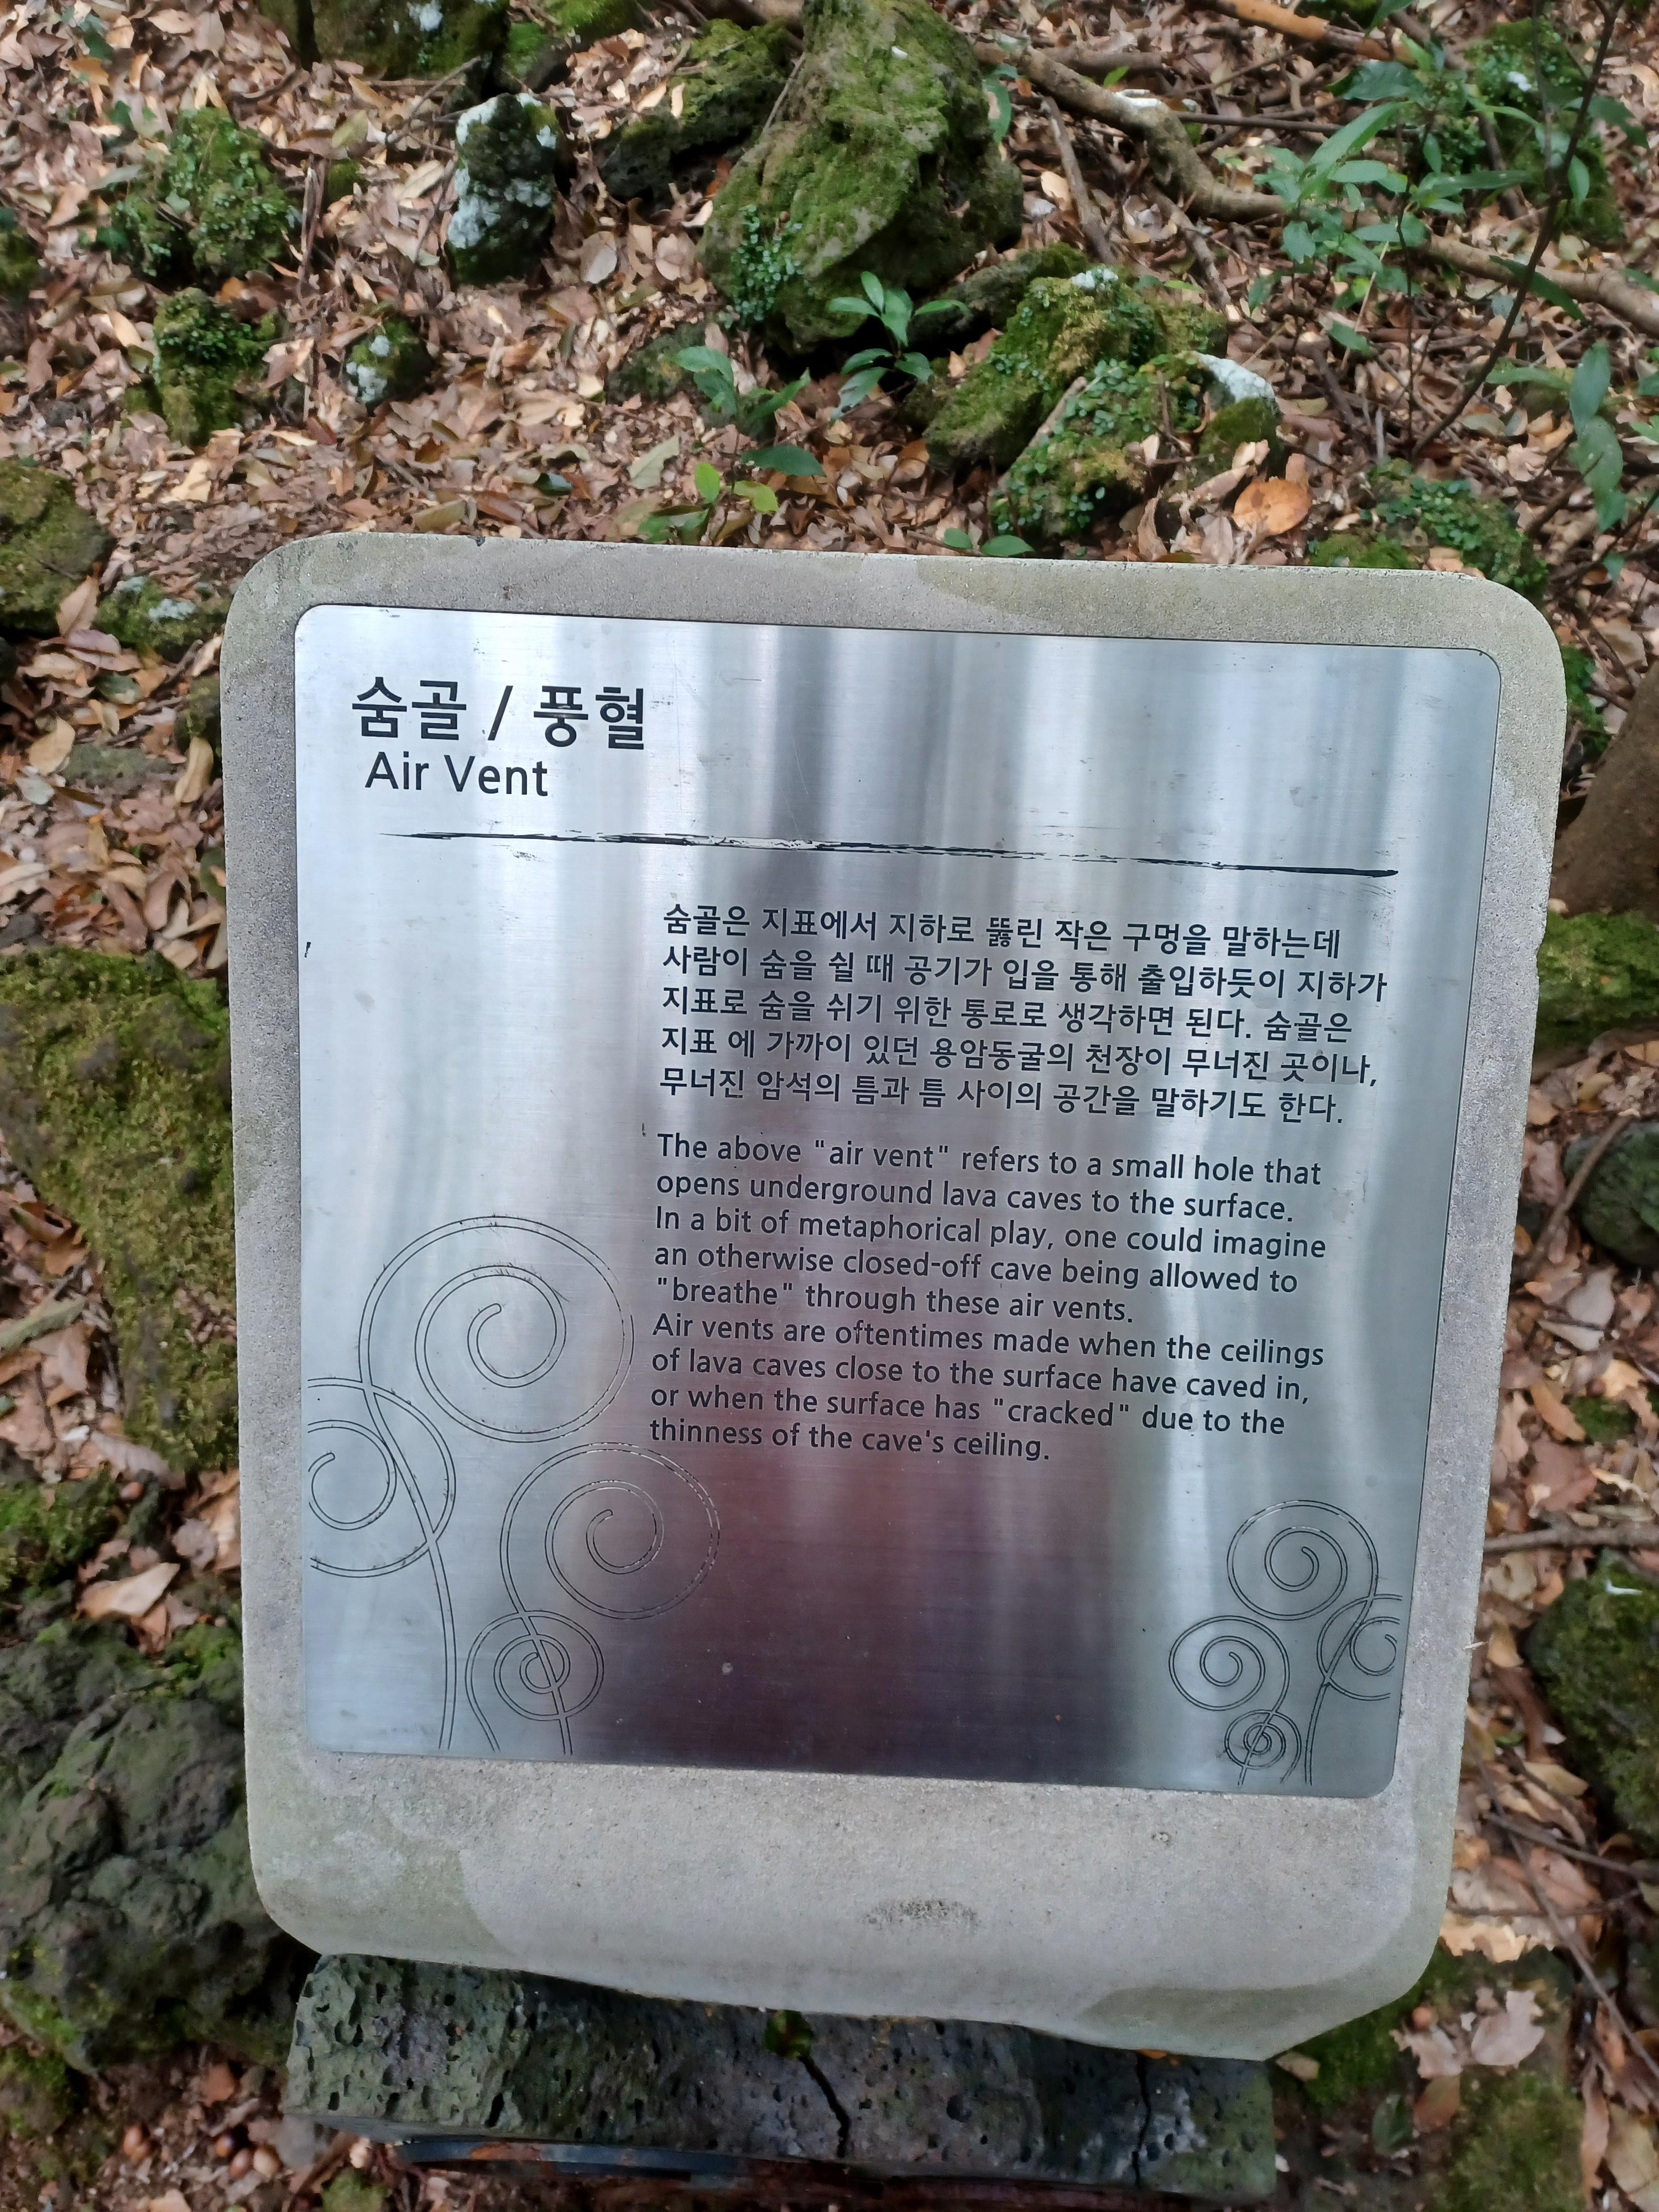 숨골 / 풍혈
Air Vent
숨골은 지표에서 지하로 뚫린 작은 구멍을 말하는데
사람이 숨을 쉴 때 공기가 입을 통해 출입하듯이 지하가
지표로 숨을 쉬기 위한 통로로 생각하면 된다. 숨골은
지표 에 가까이 있던 용암동굴의 천장이 무너진 곳이나,
무너진 암석의 틈과 틈 사이의 공간을 말하기도 한다.
The above "air vent" refers to a small hole that
opens underground lava caves to the surface.
In a bit of metaphorical play, one could imagine
an otherwise closed-off cave being allowed to
"breathe" through these air vents.
Air vents are oftentimes made when the ceilings
of lava caves close to the surface have caved in,
or when the surface has "cracked" due to the
thinness of the cave's ceiling.